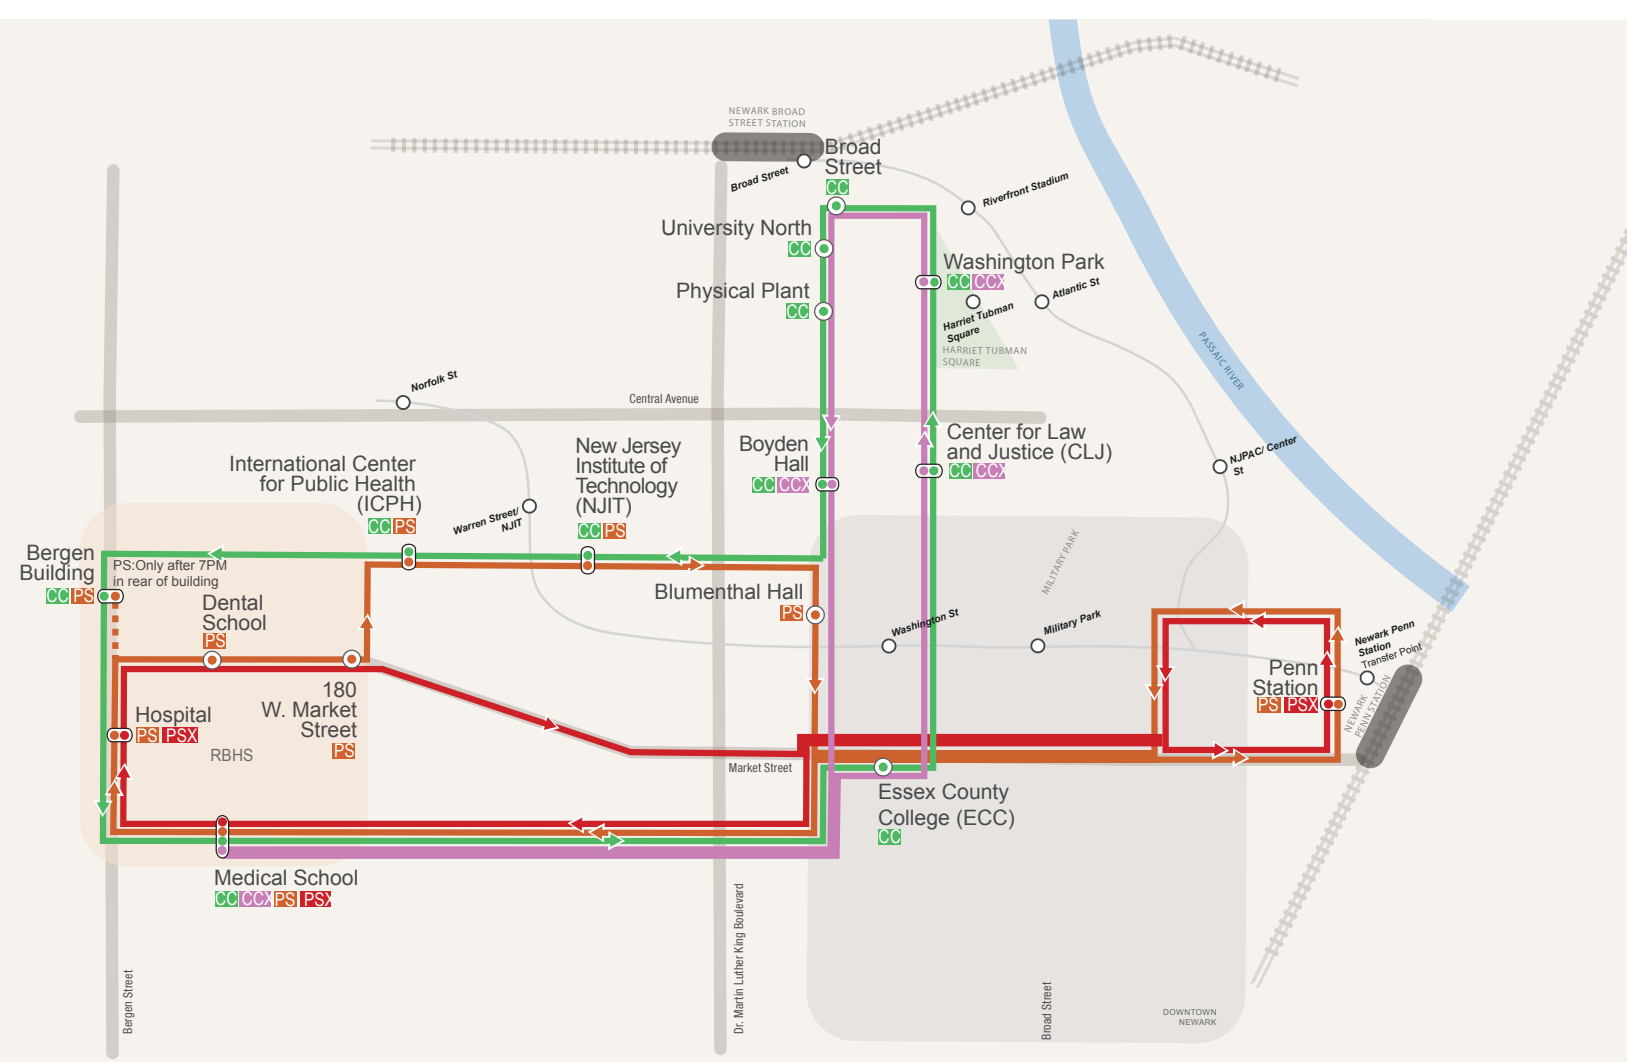 NEWARK BROAD
STREET STATION
Broad
Street
CC
Broad Street
Riverfront Stadium
University North
CC
Washington Park
CC CCX
Physical Plant
CC
Atlantic St
Harriet Tubman
Square
HARRIET TUBMAN
SQUARE
PASSAIC RIVER
Norfolk St
Central Avenue
Boyden
Hall
CC CCX
Center for Law
and Justice (CLJ)
CC CCX
New Jersey
Institute of
Technology
(NJIT)
CC PS
International Center
for Public Health
(ICPH)
CC PS
NJPAC/ Center
St
Warren Street/
NJIT
MILITARY PARK
Bergen
Building
CC PS
PS:Only after 7PM
in rear of building
Dental
School
PS
Blumenthal Hall
PS
Washington St
Military Park
Newark Penn
Station
Transfer Point
Penn
Station
PS PSX
NEWARK
PENN STATION
180
W. Market
Street
PS
Hospital
PS PSX
RBHS
Market Street
Essex County
College (ECC)
CC
Medical School
CC CCX PS PSX
Bergen Street
Dr. Martin Luther King Boulevard
Broad Street
DOWNTOWN
NEWARK